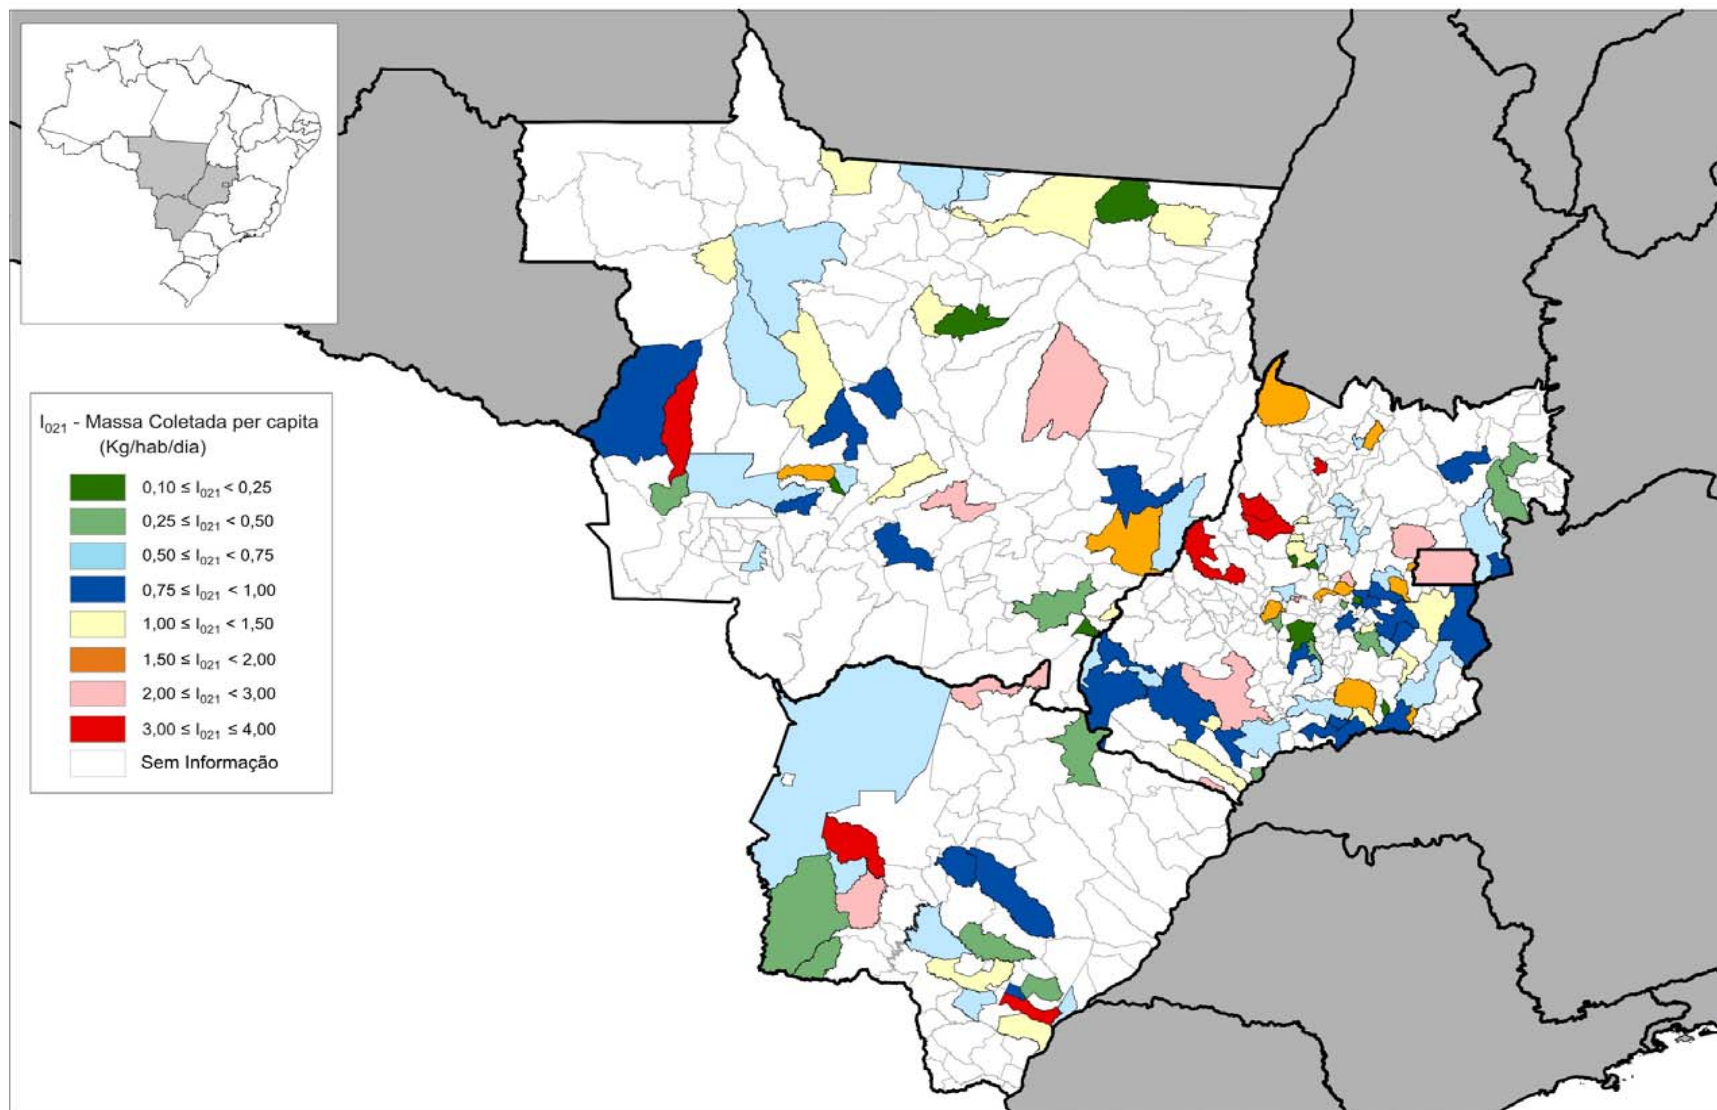 I021 - Massa Coletada per capita
(Kg/hab/dia)
0,10 ≤ I021 < 0,25
0,25 ≤ I021 < 0,50
0,50 ≤ I021 < 0,75
0,75 ≤ I021 < 1,00
1,00 ≤ I021 < 1,50
1,50 ≤ I021 < 2,00
2,00 ≤ I021 < 3,00
3,00 ≤ I021 ≤ 4,00
Sem Informação